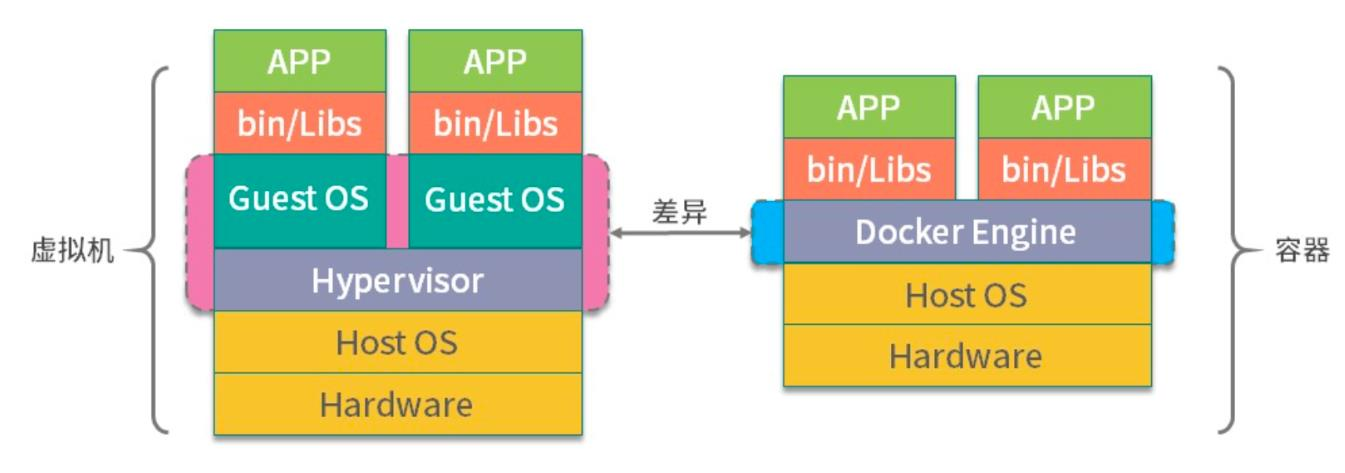 虚拟机
APP
APP
bin/Libs
bin/Libs
Guest OS
Guest OS
Hypervisor
Host OS
Hardware
差异
APP
APP
bin/Libs
bin/Libs
Docker Engine
Host OS
Hardware
容器